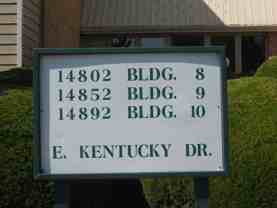 14802 BLDG. 8
14852 BLDG. 9
14892 BLDG. 10
E. KENTUCKY DR.